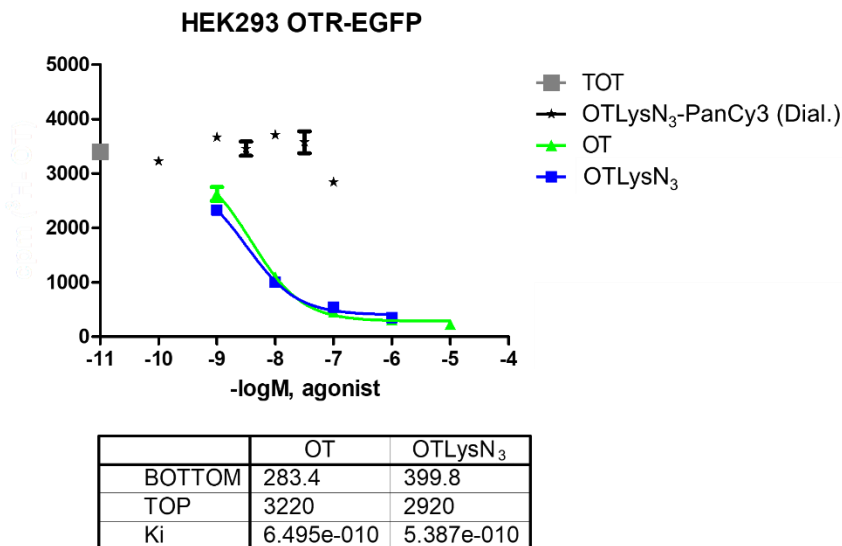 HEK293 OTR-EGFP
5000
4000
3000
2000
1000
0
-11 -10 -9 -8 -7 -6 -5 -4
-logM, agonist
TOT
OTLysN₃-PanCy3 (Dial.)
OT
OTLysN₃
OT OTLysN₃
BOTTOM 283.4 399.8
TOP 3220 2920
Ki 6.495e-010 5.387e-010